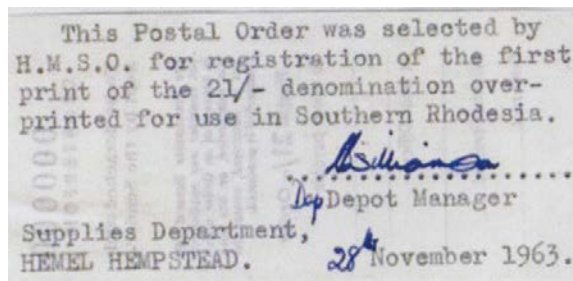 This Postal Order was selected by
H.M.S.O. for registration of the first
print of the 21/- denomination over-
printed for use in Southern Rhodesia.
Dep Depot Manager
Supplies Department,
HEMEL HEMPSTEAD. 28th November 1963.